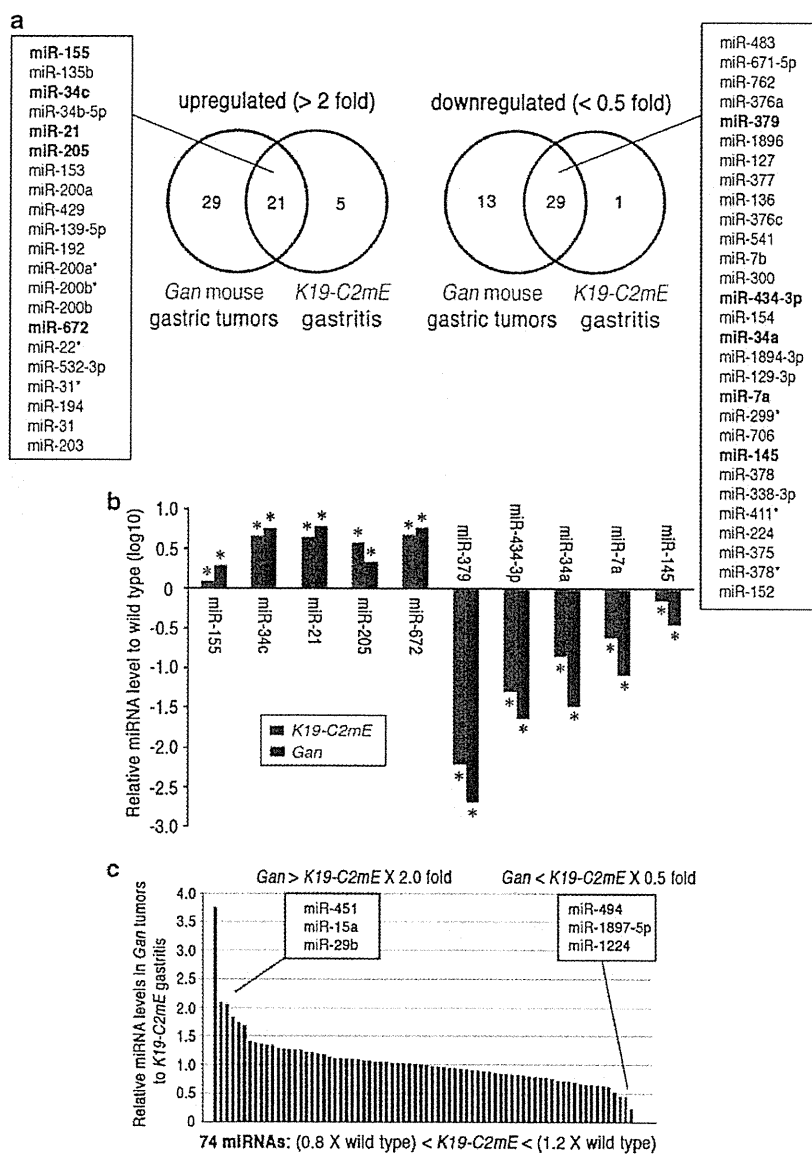 a
miR-155
miR-135b
miR-34c
miR-34b-5p
miR-21
miR-205
miR-153
miR-200a
miR-429
miR-139-5p
miR-192
miR-200a*
miR-200b*
miR-200b
miR-672
miR-22*
miR-532-3p
miR-31*
miR-194
miR-31
miR-203
upregulated (> 2 fold)
29
21
5
Gan mouse
gastric tumors
K19-C2mE
gastritis
downregulated (< 0.5 fold)
13
29
1
Gan mouse
gastric tumors
K19-C2mE
gastritis
miR-483
miR-671-5p
miR-762
miR-376a
miR-379
miR-1896
miR-127
miR-377
miR-136
miR-376c
miR-541
miR-7b
miR-300
miR-434-3p
miR-154
miR-34a
miR-1894-3p
miR-129-3p
miR-7a
miR-299*
miR-706
miR-145
miR-378
miR-338-3p
miR-411*
miR-224
miR-375
miR-378*
miR-152
b
Relative miRNA level to wild type (log10)
1.0
0.5
0
-0.5
-1.0
-1.5
-2.0
-2.5
-3.0
* * * * * * * * * *
miR-155
miR-34c
miR-21
miR-205
miR-672
miR-379
miR-434-3p
miR-34a
miR-7a
miR-145
* * * * * * * * * *
K19-C2mE
Gan
c
Gan > K19-C2mE X 2.0 fold
Gan < K19-C2mE X 0.5 fold
Relative miRNA levels in Gan tumors
to K19-C2mE gastritis
4.0
3.5
3.0
2.5
2.0
1.5
1.0
0.5
0
miR-451
miR-15a
miR-29b
miR-494
miR-1897-5p
miR-1224
74 miRNAs: (0.8 X wild type) < K19-C2mE < (1.2 X wild type)